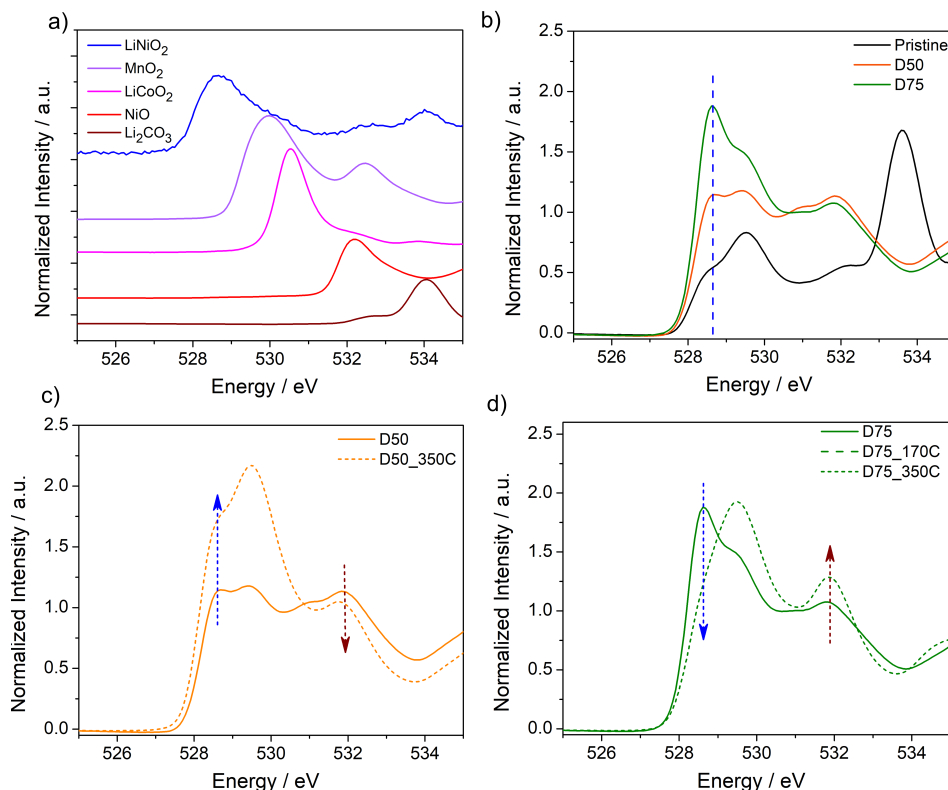 a)
LiNiO₂
MnO₂
LiCoO₂
NiO
Li₂CO₃
Normalized Intensity / a.u.
526 528 530 532 534
Energy / eV
b)
Pristine
D50
D75
Normalized Intensity / a.u.
2.5
2.0
1.5
1.0
0.5
0.0
526 528 530 532 534
Energy / eV
c)
D50
D50_350C
Normalized Intensity / a.u.
2.5
2.0
1.5
1.0
0.5
0.0
526 528 530 532 534
Energy / eV
d)
D75
D75_170C
D75_350C
Normalized Intensity / a.u.
2.5
2.0
1.5
1.0
0.5
0.0
526 528 530 532 534
Energy / eV